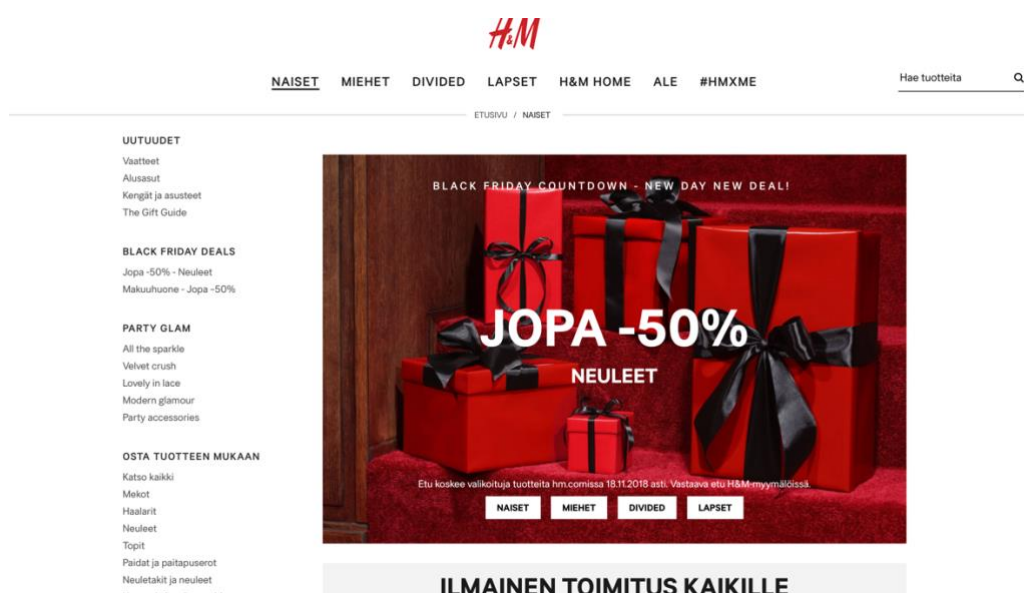 H&M
NAISET MIEHET DIVIDED LAPSET H&M HOME ALE #HMXME
Hae tuotteita
ETUSIVU / NAISET
UUTUUDET
Vaatteet
Alusasut
Kengät ja asusteet
The Gift Guide
BLACK FRIDAY DEALS
Jopa -50% - Neuleet
Makuuhuone - Jopa -50%
PARTY GLAM
All the sparkle
Velvet crush
Lovely in lace
Modern glamour
Party accessories
OSTA TUOTTEEN MUKAAN
Katso kaikki
Mekot
Haalarit
Neuleet
Topit
Paidat ja paitapuserot
Neuletakit ja neuleet
BLACK FRIDAY COUNTDOWN - NEW DAY NEW DEAL!
JOPA -50%
NEULEET
Etu koskee valikoituja tuotteita hm.comissa 18.11.2018 asti. Vastaava etu H&M-myymälöissä.
NAISET MIEHET DIVIDED LAPSET
ILMAINEN TOIMITUS KAIKILLE